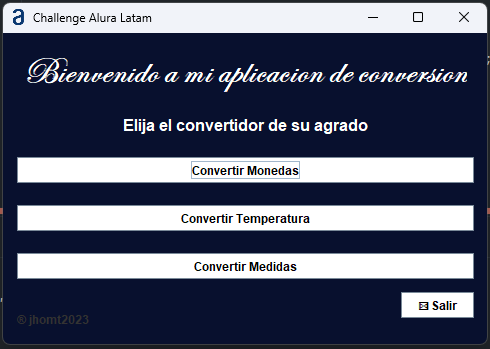 Challenge Alura Latam
Bienvenido a mi aplicacion de conversion
Elija el convertidor de su agrado
Convertir Monedas
Convertir Temperatura
Convertir Medidas
Salir
® jhomt2023